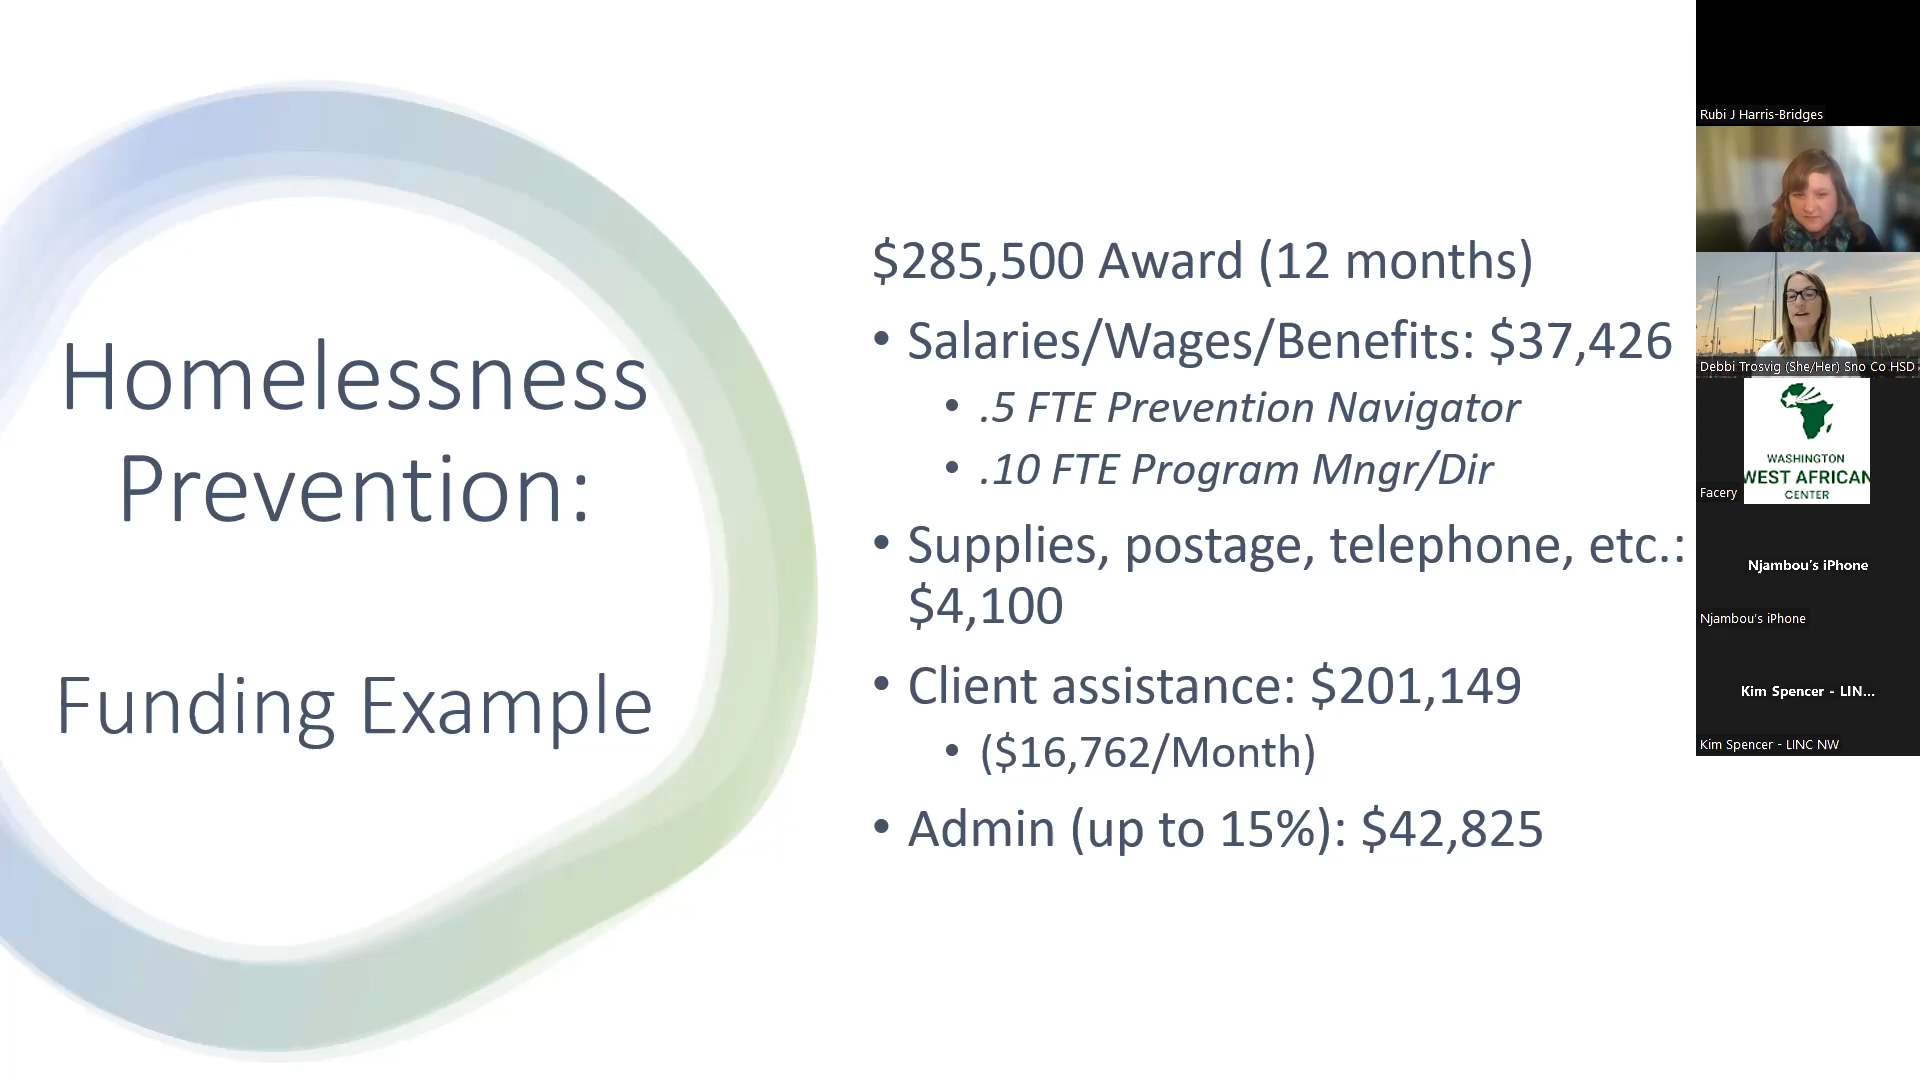 Homelessness
Prevention:
Funding Example
$285,500 Award (12 months)
• Salaries/Wages/Benefits: $37,426
• .5 FTE Prevention Navigator
• .10 FTE Program Mngr/Dir
• Supplies, postage, telephone, etc.:
$4,100
• Client assistance: $201,149
• ($16,762/Month)
• Admin (up to 15%): $42,825
Rubi J Harris-Bridges
Debbi Trosvig (She/Her) Sno Co HSD
WASHINGTON
WEST AFRICAN
CENTER
Facery
Njambou's iPhone
Njambou's iPhone
Kim Spencer - LIN...
Kim Spencer - LINC NW